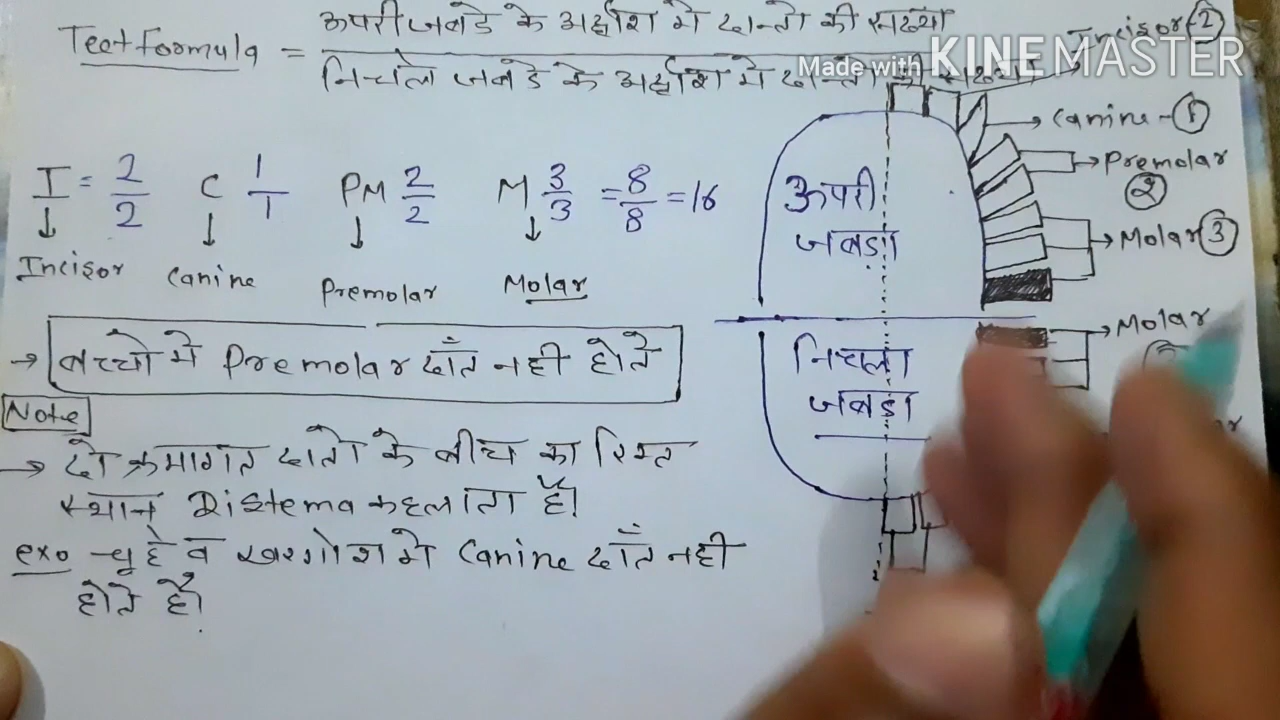 Teetformula = ऊपरी जबडे के अर्द्धांश मे दान्तो की संख्या
निचले जबडे के अर्द्धांश मे दान्तो की
Made with KINEMASTER
Incisor ②
Canine - ①
Premolar ②
Molar ③
I = 2/2 C 1/1 PM 2/2 M 3/3 = 8/8 = 16
Incisor Canine Premolar Molar
ऊपरी
जबड़ा
Molar
निचला
जबड़ा
→ बच्चो मे Premolar दाँत नही होते
Note
→ दो क्रमागत दातो के बीच का रिक्त
स्थान Distema कहलाता है।
exo चूहे व खरगोश मे Canine दाँत नही
होते है।